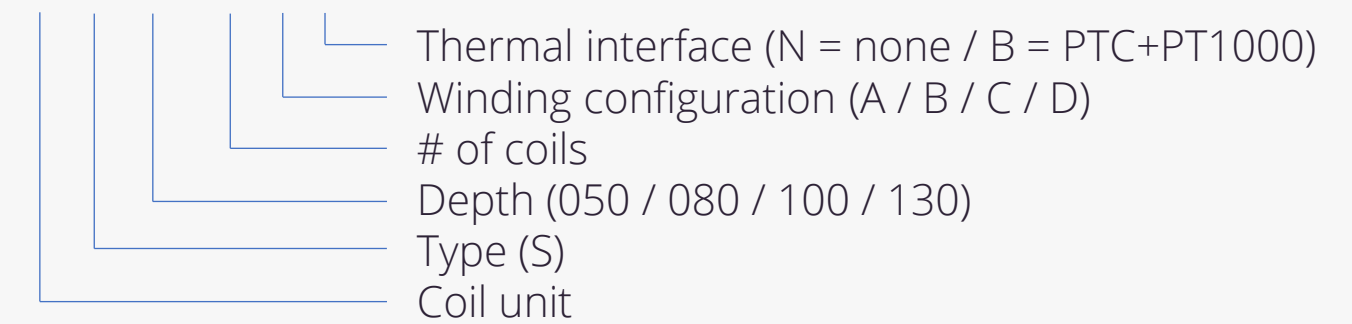 Thermal interface (N = none / B = PTC+PT1000)
Winding configuration (A / B / C / D)
# of coils
Depth (050 / 080 / 100 / 130)
Type (S)
Coil unit